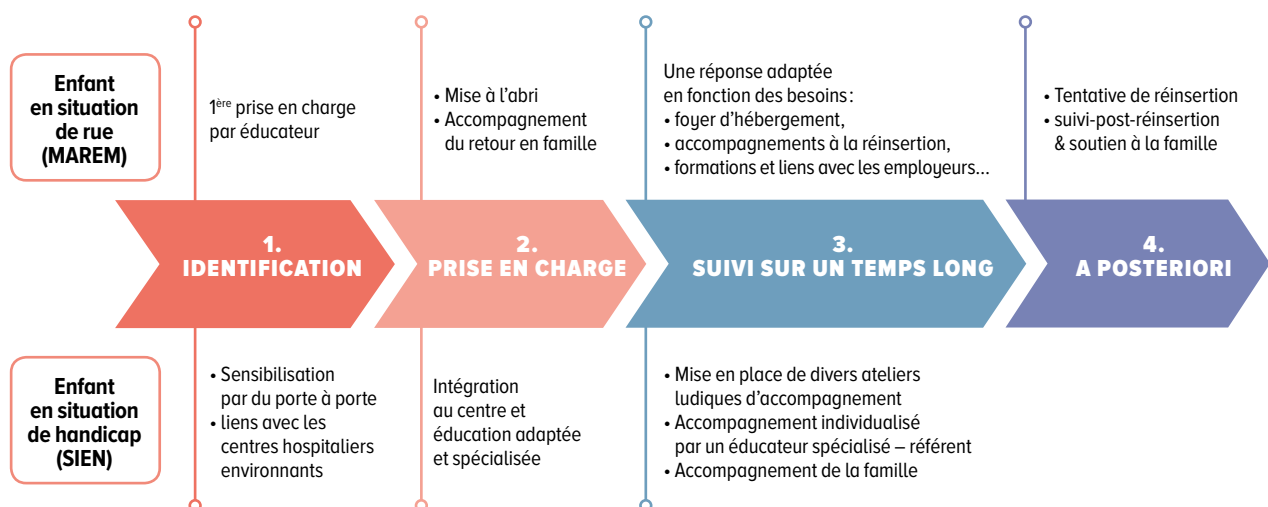 Enfant
en situation
de rue
(MAREM)
1ère prise en charge
par éducateur
• Mise à l'abri
• Accompagnement
du retour en famille
Une réponse adaptée
en fonction des besoins :
• foyer d'hébergement,
• accompagnements à la réinsertion,
• formations et liens avec les employeurs...
• Tentative de réinsertion
• suivi-post-réinsertion
& soutien à la famille
1.
IDENTIFICATION
2.
PRISE EN CHARGE
3.
SUIVI SUR UN TEMPS LONG
4.
A POSTERIORI
Enfant
en situation
de handicap
(SIEN)
• Sensibilisation
par du porte à porte
• liens avec les
centres hospitaliers
environnants
Intégration
au centre et
éducation adaptée
et spécialisée
• Mise en place de divers ateliers
ludiques d'accompagnement
• Accompagnement individualisé
par un éducateur spécialisé – référent
• Accompagnement de la famille